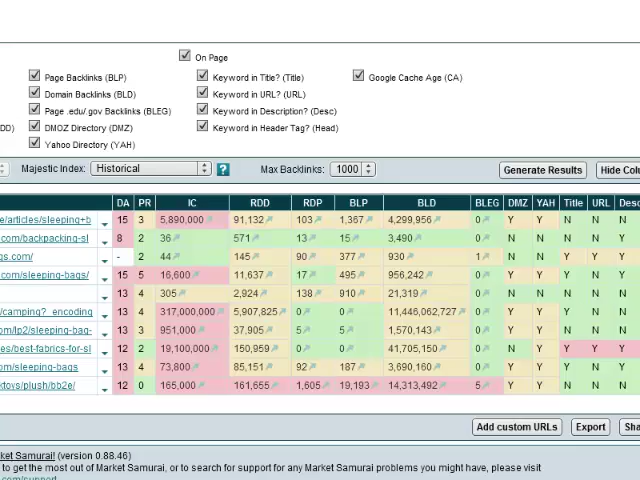 On Page
Page Backlinks (BLP) Keyword in Title? (Title) Google Cache Age (CA)
Domain Backlinks (BLD) Keyword in URL? (URL)
Page .edu/.gov Backlinks (BLEG) Keyword in Description? (Desc)
DD) DMOZ Directory (DMZ) Keyword in Header Tag? (Head)
Yahoo Directory (YAH)
Majestic Index: Historical ? Max Backlinks: 1000 Generate Results Hide Colu
DA PR IC RDD RDP BLP BLD BLEG DMZ YAH Title URL Desc
e/articles/sleeping+b 15 3 5,890,000 91,132 103 1,367 4,299,956 0 Y Y N N N
.com/backpacking-sl 8 2 36 571 13 15 3,490 0 N N N N Y
gs.com/ - 2 44 145 90 377 930 1 N N Y Y Y
.com/sleeping-bags/ 15 5 16,600 11,637 17 495 956,242 0 Y Y Y N Y
13 4 305 2,924 138 910 21,319 0 N N N N N
/camping?_encoding 13 4 317,000,000 5,907,825 0 0 11,446,062,727 0 Y Y N N N
om/lp2/sleeping-bag- 13 3 951,000 37,905 5 5 1,570,143 0 Y Y N N N
es/best-fabrics-for-sl 12 2 19,100,000 150,959 0 0 41,705,150 0 N Y Y Y Y
om/sleeping-bags 13 4 73,800 85,151 92 187 3,690,160 0 Y Y Y N Y
ktoys/plush/bb2e/ 12 0 165,000 161,655 1,605 19,193 14,313,492 5 Y Y N N N
Add custom URLs Export Sha
ket Samurai! (version 0.88.46)
to get the most out of Market Samurai, or to search for support for any Market Samurai problems you might have, please visit
.com/support